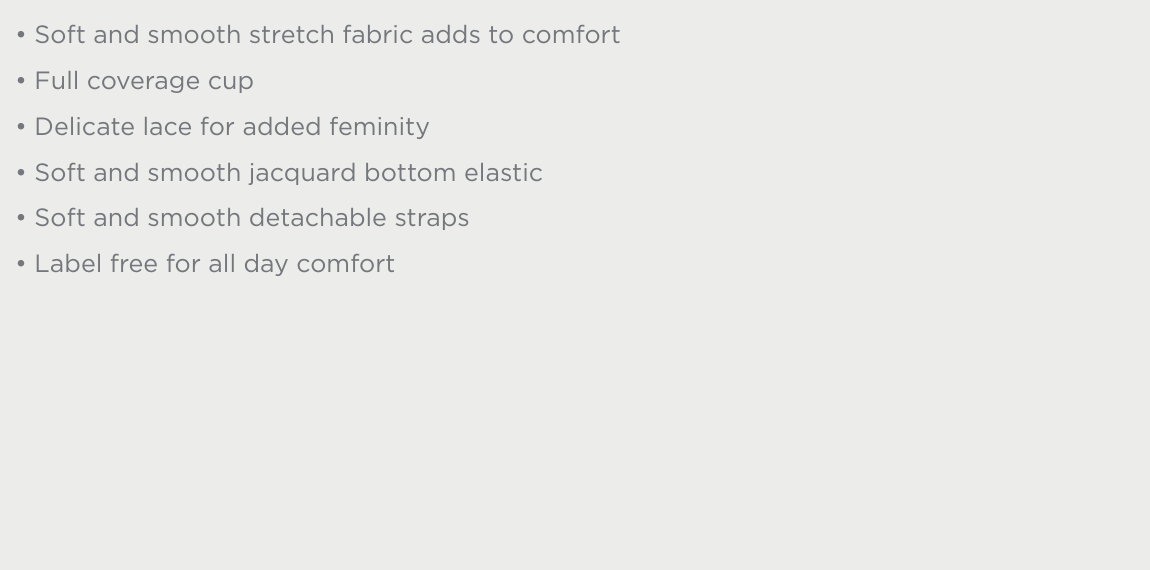 • Soft and smooth stretch fabric adds to comfort
• Full coverage cup
• Delicate lace for added feminity
• Soft and smooth jacquard bottom elastic
• Soft and smooth detachable straps
• Label free for all day comfort